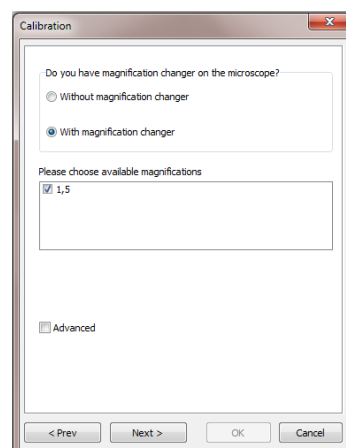 Calibration
Do you have magnification changer on the microscope?
Without magnification changer
With magnification changer
Please choose available magnifications
1,5
Advanced
< Prev Next > OK Cancel